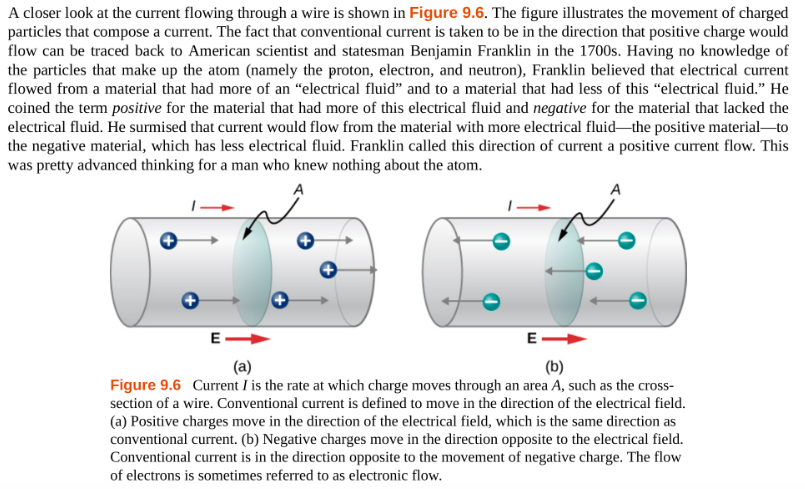 A closer look at the current flowing through a wire is shown in Figure 9.6. The figure illustrates the movement of charged
particles that compose a current. The fact that conventional current is taken to be in the direction that positive charge would
flow can be traced back to American scientist and statesman Benjamin Franklin in the 1700s. Having no knowledge of
the particles that make up the atom (namely the proton, electron, and neutron), Franklin believed that electrical current
flowed from a material that had more of an “electrical fluid” and to a material that had less of this “electrical fluid.” He
coined the term positive for the material that had more of this electrical fluid and negative for the material that lacked the
electrical fluid. He surmised that current would flow from the material with more electrical fluid—the positive material—to
the negative material, which has less electrical fluid. Franklin called this direction of current a positive current flow. This
was pretty advanced thinking for a man who knew nothing about the atom.
I
A
+
+
+
+
+
E
(a)
I
A
−
−
−
−
−
E
(b)
Figure 9.6 Current I is the rate at which charge moves through an area A, such as the cross-
section of a wire. Conventional current is defined to move in the direction of the electrical field.
(a) Positive charges move in the direction of the electrical field, which is the same direction as
conventional current. (b) Negative charges move in the direction opposite to the electrical field.
Conventional current is in the direction opposite to the movement of negative charge. The flow
of electrons is sometimes referred to as electronic flow.